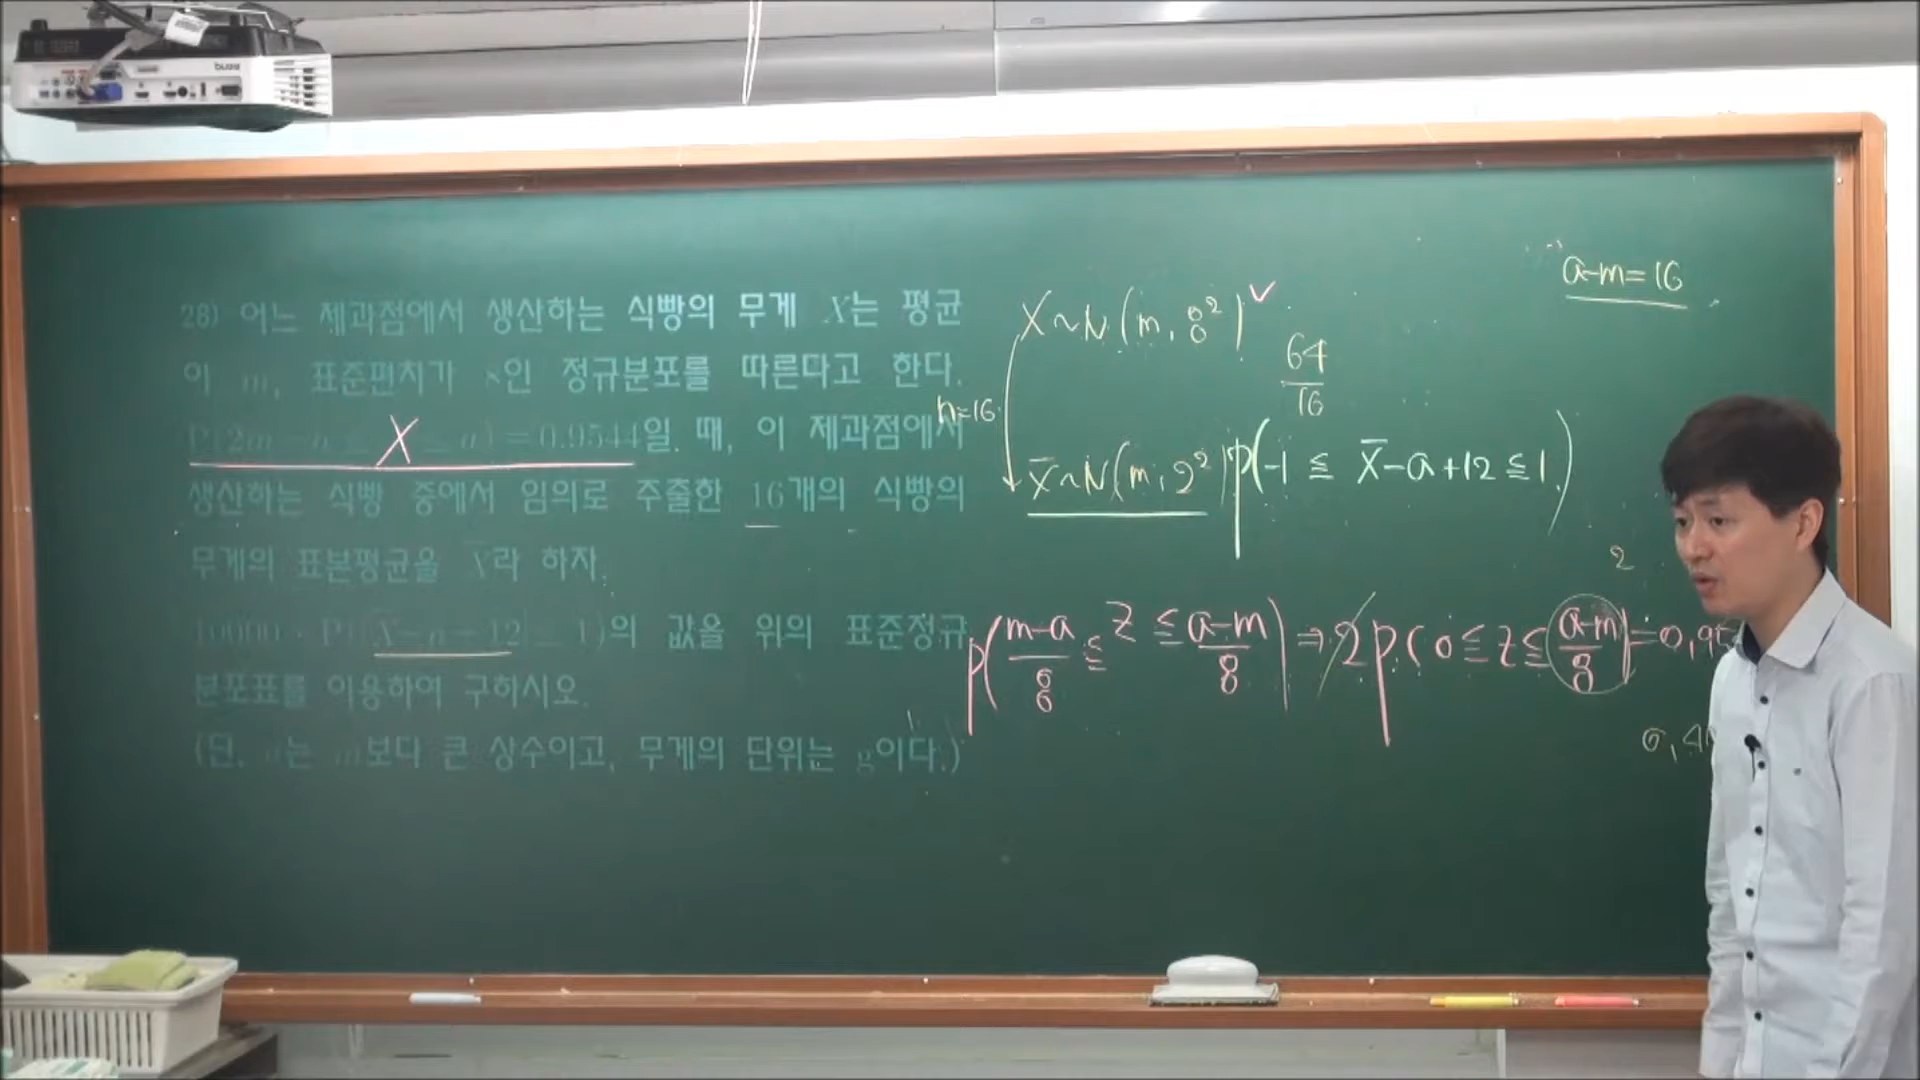 28) 어느 제과점에서 생산하는 식빵의 무게 X는 평균
이 m, 표준편차가 8인 정규분포를 따른다고 한다.
=0.9544일 때, 이 제과점에서
생산하는 식빵 중에서 임의로 추출한 16개의 식빵의
무게의 표본평균을 X̄라 하자.
10000 · 의 값을 위의 표준정규
분포표를 이용하여 구하시오.
(단, a는 m보다 큰 상수이고, 무게의 단위는 g이다.)
X
X~N(m, 8²) ✓
64/16
n=16
X̄~N(m, 2²)
P(-1 ≤ X̄-a+12 ≤ 1)
a-m=16
2
P((m-a)/8 ≤ Z ≤ (a-m)/8) ⇒ 2P(0 ≤ Z ≤ (a-m)/8)=0.95
benq